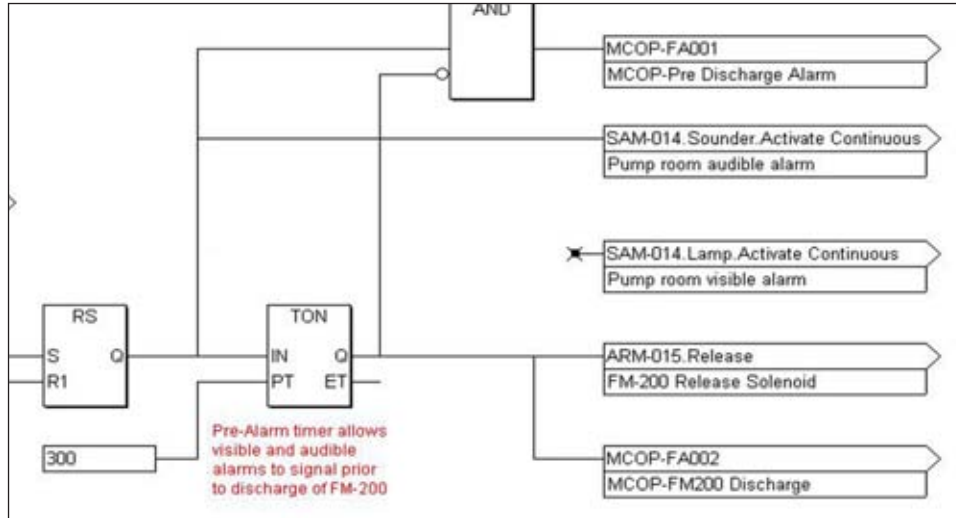 AND
MCOP-FA001
MCOP-Pre Discharge Alarm
SAM-014.Sounder.Activate Continuous
Pump room audible alarm
SAM-014.Lamp.Activate Continuous
Pump room visible alarm
RS
S Q
R1
TON
IN Q
PT ET
ARM-015.Release
FM-200 Release Solenoid
300
Pre-Alarm timer allows
visible and audible
alarms to signal prior
to discharge of FM-200
MCOP-FA002
MCOP-FM200 Discharge